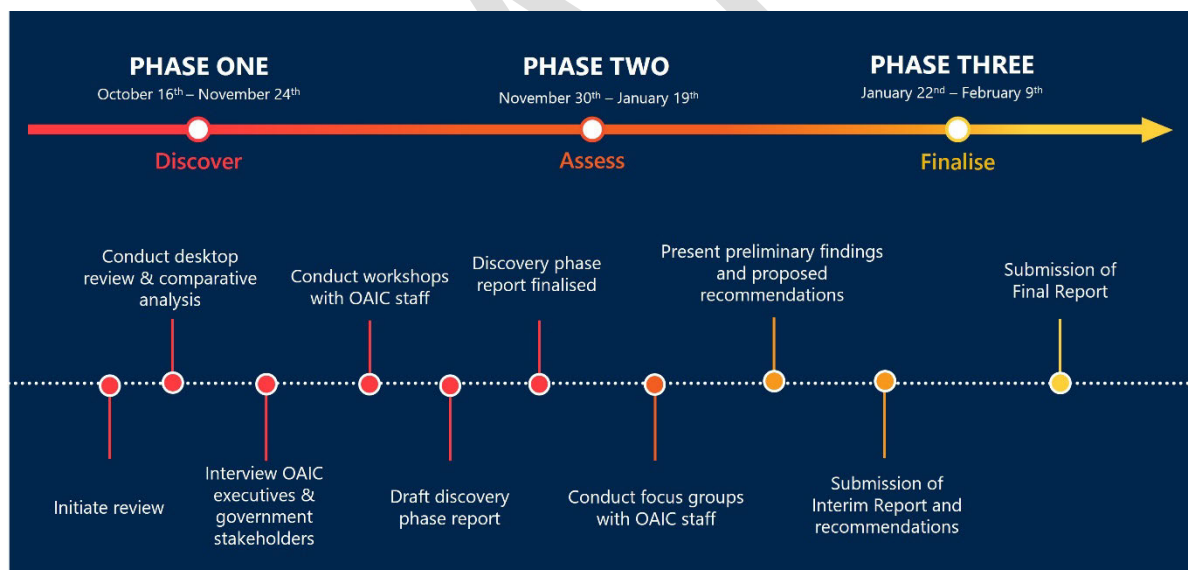 PHASE ONE
October 16th – November 24th
PHASE TWO
November 30th – January 19th
PHASE THREE
January 22nd – February 9th
Discover
Assess
Finalise
Conduct desktop
review & comparative
analysis
Conduct workshops
with OAIC staff
Discovery phase
report finalised
Present preliminary findings
and proposed
recommendations
Submission of
Final Report
Initiate review
Interview OAIC
executives &
government
stakeholders
Draft discovery
phase report
Conduct focus groups
with OAIC staff
Submission of
Interim Report and
recommendations